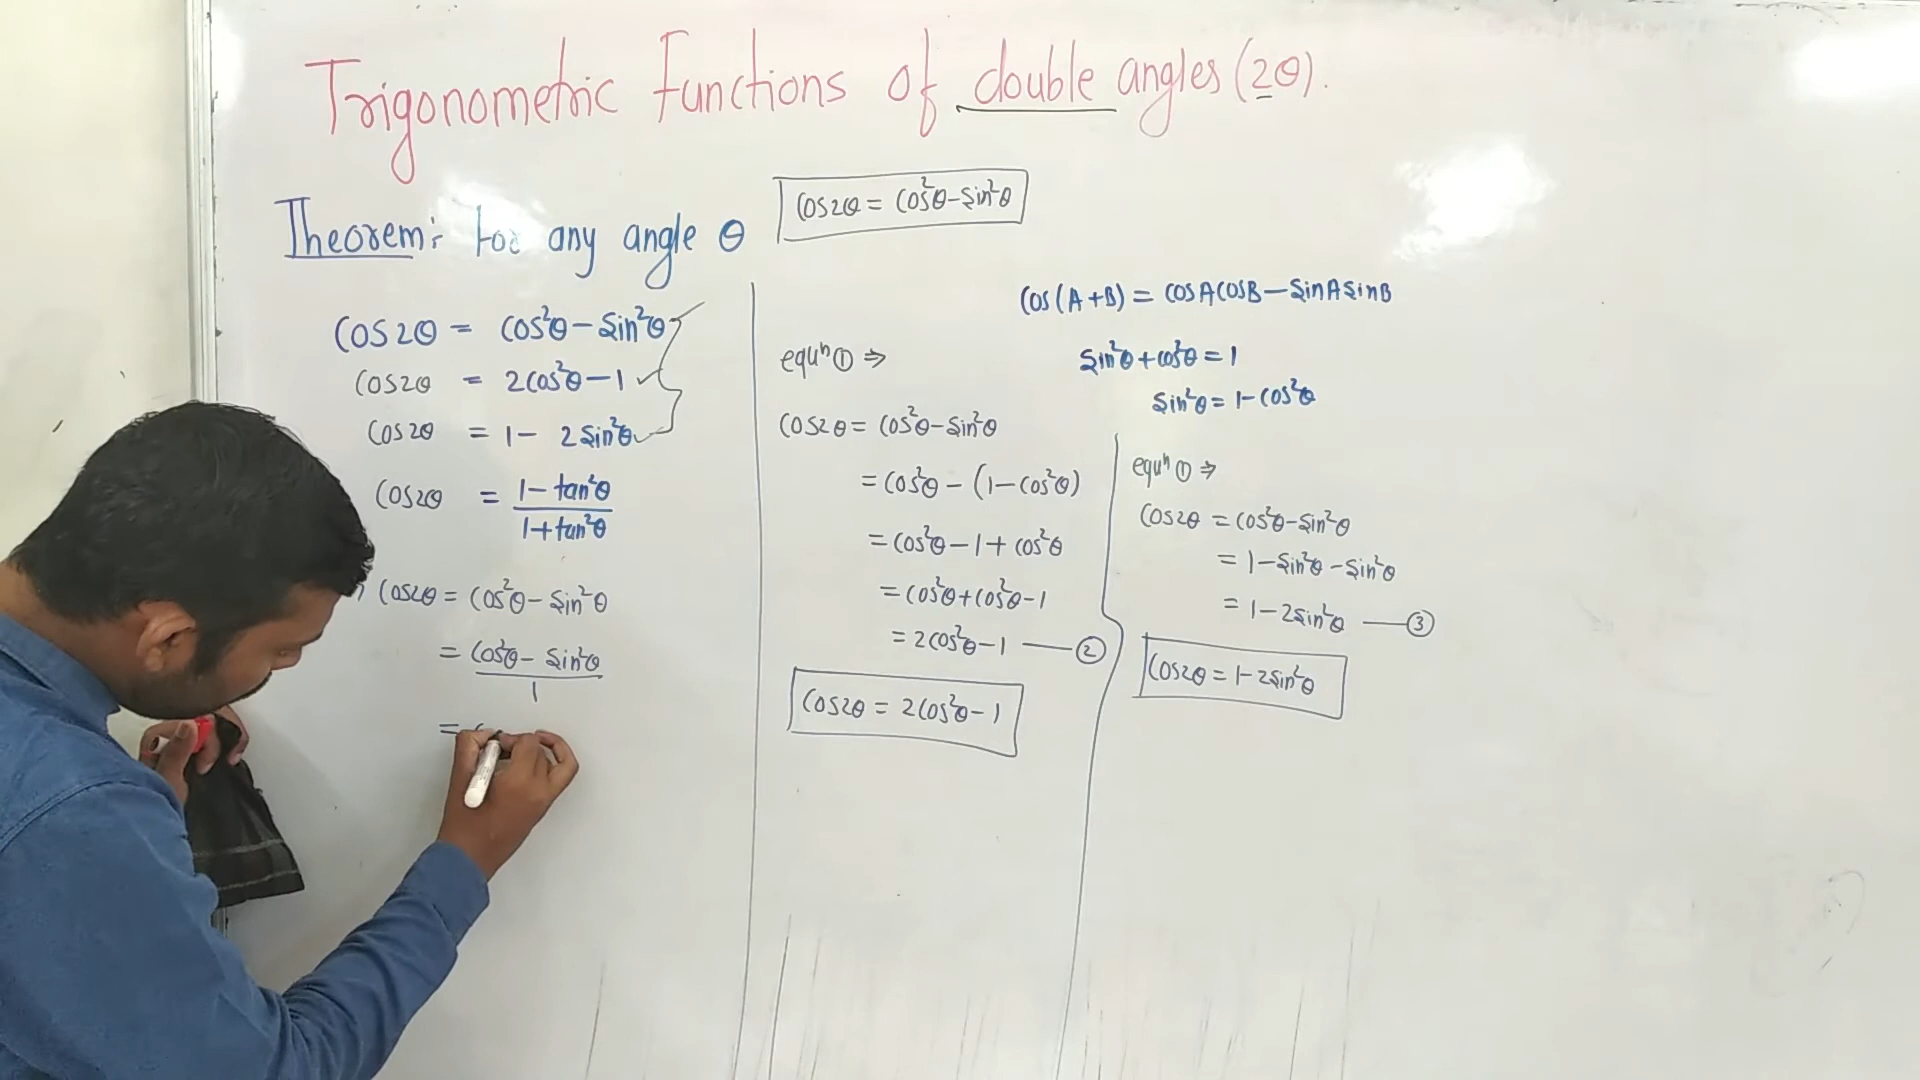 Trigonometric Functions of double angles (2θ).
Theorem: For any angle θ
cos2θ = cos²θ - sin²θ
cos2θ = cos²θ - sin²θ
cos2θ = 2cos²θ - 1
cos2θ = 1 - 2sin²θ
cos2θ = (1 - tan²θ)/(1 + tan²θ)
cos2θ = cos²θ - sin²θ
= (cos²θ - sin²θ)/1
=
cos(A+B) = cosAcosB - sinAsinB
sin²θ + cos²θ = 1
sin²θ = 1 - cos²θ
equⁿ ① ⇒
cos2θ = cos²θ - sin²θ
= cos²θ - (1 - cos²θ)
= cos²θ - 1 + cos²θ
= cos²θ + cos²θ - 1
= 2cos²θ - 1 — ②
cos2θ = 2cos²θ - 1
equⁿ ① ⇒
cos2θ = cos²θ - sin²θ
= 1 - sin²θ - sin²θ
= 1 - 2sin²θ — ③
cos2θ = 1 - 2sin²θ